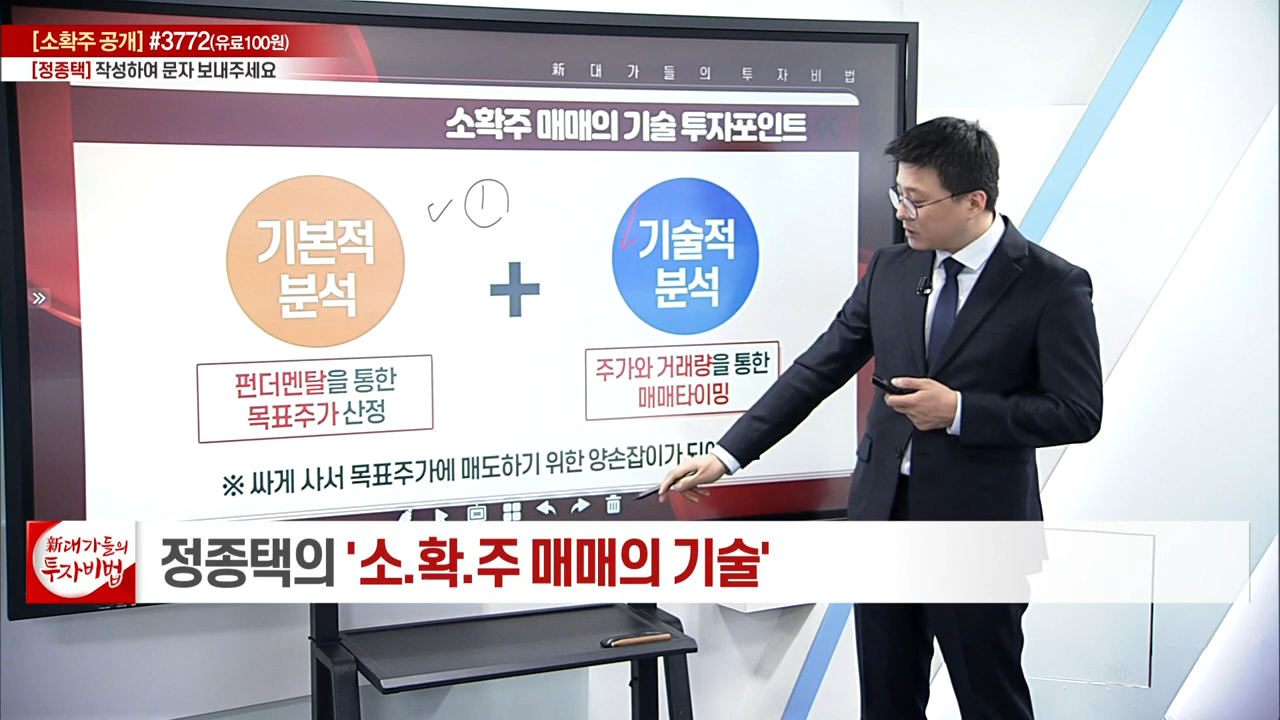 [소확주 공개] #3772(유료100원)
[정종택] 작성하여 문자 보내주세요
新 대가들의 투자비법
소확주 매매의 기술 투자포인트
기본적
분석
✓ ①
+
기술적
분석
펀더멘탈을 통한
목표주가 산정
주가와 거래량을 통한
매매타이밍
※ 싸게 사서 목표주가에 매도하기 위한 양손잡이가
新대가들의
투자비법
정종택의 '소.확.주 매매의 기술'